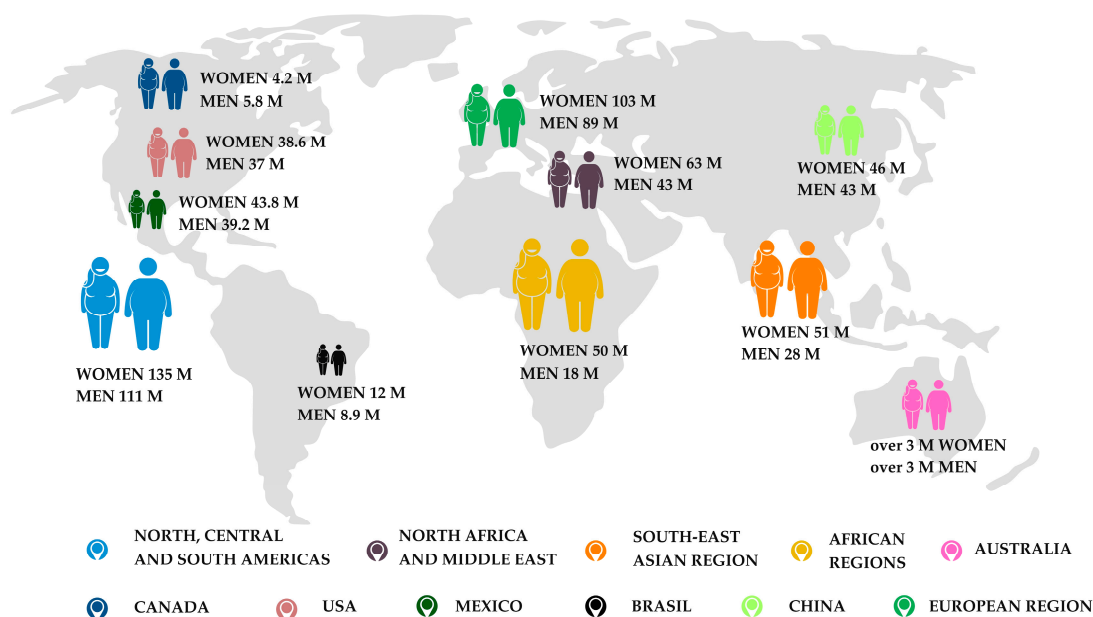 WOMEN 4.2 M
MEN 5.8 M
WOMEN 38.6 M
MEN 37 M
WOMEN 43.8 M
MEN 39.2 M
WOMEN 135 M
MEN 111 M
WOMEN 12 M
MEN 8.9 M
WOMEN 103 M
MEN 89 M
WOMEN 63 M
MEN 43 M
WOMEN 50 M
MEN 18 M
WOMEN 46 M
MEN 43 M
WOMEN 51 M
MEN 28 M
over 3 M WOMEN
over 3 M MEN
NORTH, CENTRAL
AND SOUTH AMERICAS
NORTH AFRICA
AND MIDDLE EAST
SOUTH-EAST
ASIAN REGION
AFRICAN
REGIONS
AUSTRALIA
CANADA
USA
MEXICO
BRASIL
CHINA
EUROPEAN REGION